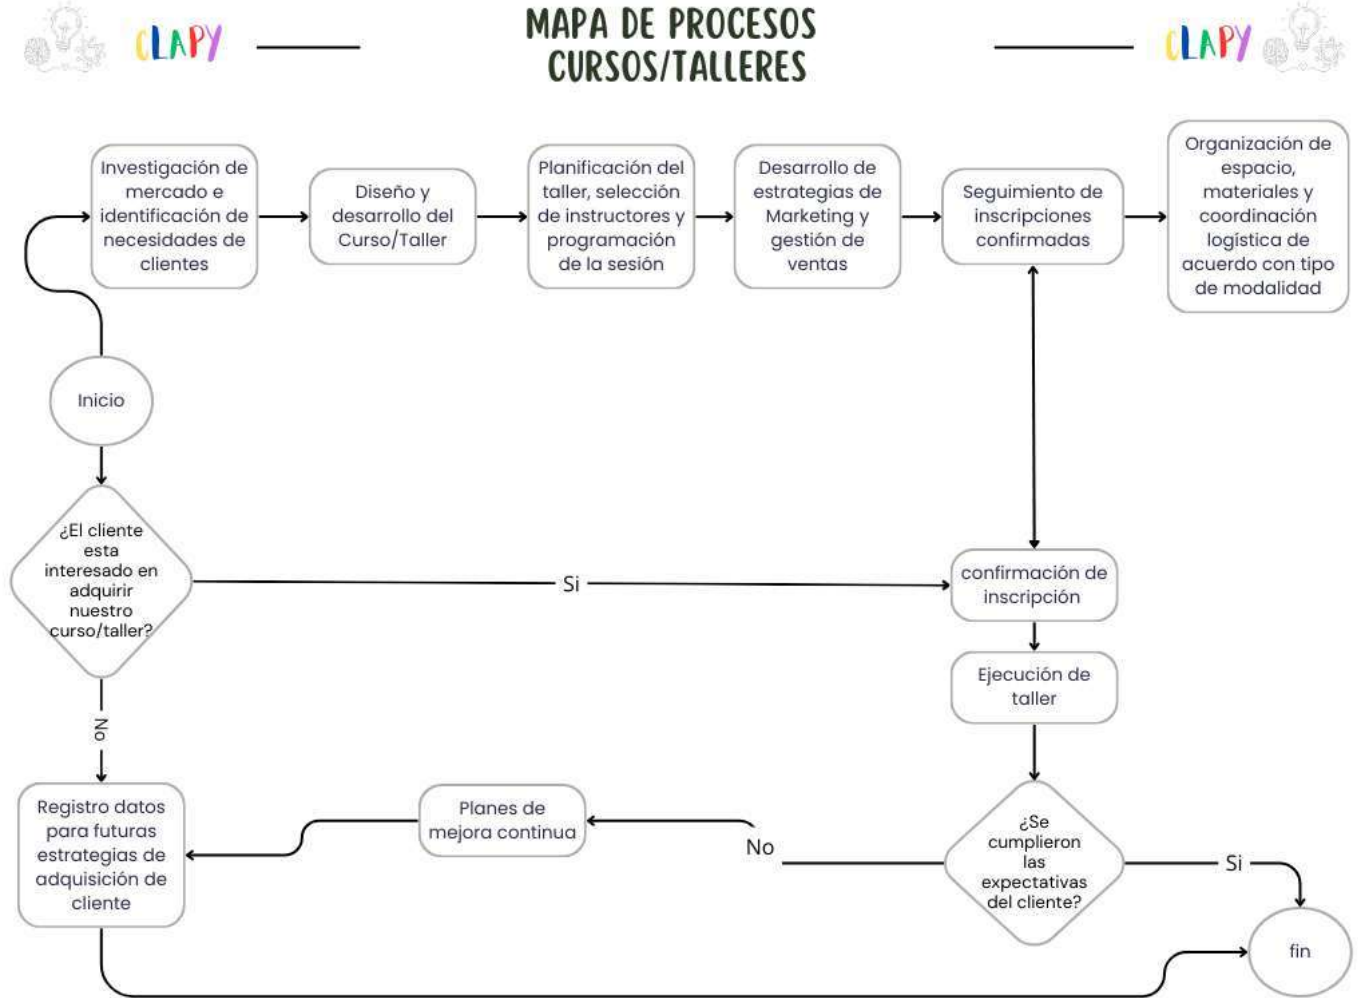 MAPA DE PROCESOS
CURSOS/TALLERES
CLAPY
CLAPY
Investigación de
mercado e
identificación de
necesidades de
clientes
Diseño y
desarrollo del
Curso/Taller
Planificación del
taller, selección
de instructores y
programación
de la sesión
Desarrollo de
estrategias de
Marketing y
gestión de
ventas
Seguimiento de
inscripciones
confirmadas
Organización de
espacio,
materiales y
coordinación
logística de
acuerdo con tipo
de modalidad
Inicio
¿El cliente
esta
interesado en
adquirir
nuestro
curso/taller?
Si
confirmación de
inscripción
Ejecución de
taller
No
Registro datos
para futuras
estrategias de
adquisición de
cliente
Planes de
mejora continua
No
¿Se
cumplieron
las
expectativas
del cliente?
Si
fin